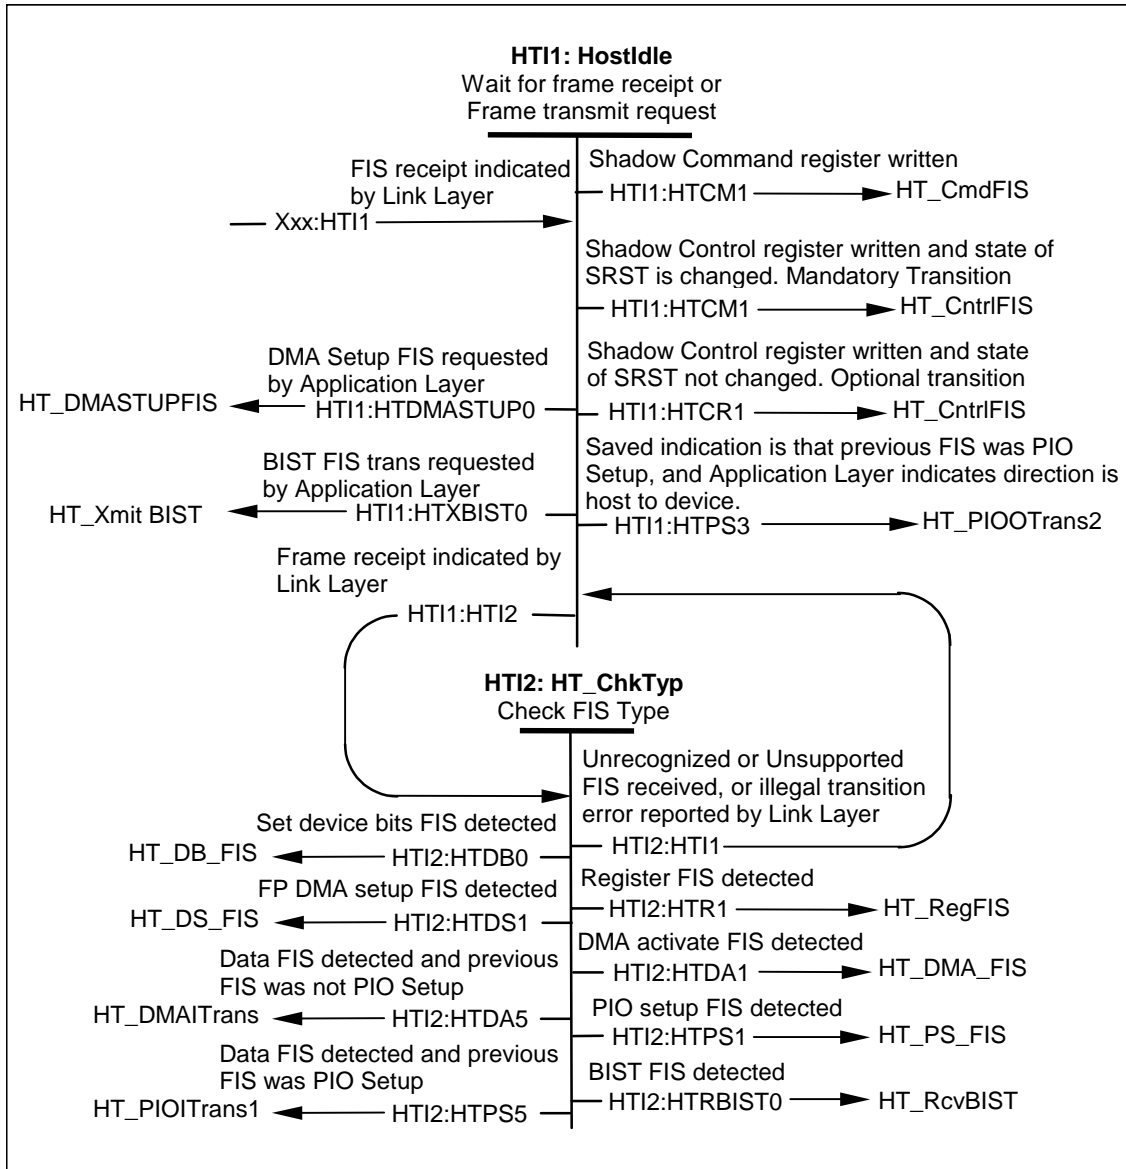 HTI1: HostIdle
Wait for frame receipt or
Frame transmit request
FIS receipt indicated
by Link Layer
Xxx:HTI1
Shadow Command register written
HTI1:HTCM1
HT_CmdFIS
Shadow Control register written and state of
SRST is changed. Mandatory Transition
HTI1:HTCM1
HT_CntrlFIS
DMA Setup FIS requested
by Application Layer
HT_DMASTUPFIS
HTI1:HTDMASTUP0
Shadow Control register written and state
of SRST not changed. Optional transition
HTI1:HTCR1
HT_CntrlFIS
BIST FIS trans requested
by Application Layer
HT_Xmit BIST
HTI1:HTXBIST0
Saved indication is that previous FIS was PIO
Setup, and Application Layer indicates direction is
host to device.
HTI1:HTPS3
HT_PIOOTrans2
Frame receipt indicated by
Link Layer
HTI1:HTI2
HTI2: HT_ChkTyp
Check FIS Type
Unrecognized or Unsupported
FIS received, or illegal transition
error reported by Link Layer
HTI2:HTI1
Set device bits FIS detected
HT_DB_FIS
HTI2:HTDB0
Register FIS detected
HTI2:HTR1
HT_RegFIS
FP DMA setup FIS detected
HT_DS_FIS
HTI2:HTDS1
DMA activate FIS detected
HTI2:HTDA1
HT_DMA_FIS
Data FIS detected and previous
FIS was not PIO Setup
HT_DMAITrans
HTI2:HTDA5
PIO setup FIS detected
HTI2:HTPS1
HT_PS_FIS
Data FIS detected and previous
FIS was PIO Setup
HT_PIOITrans1
HTI2:HTPS5
BIST FIS detected
HTI2:HTRBIST0
HT_RcvBIST